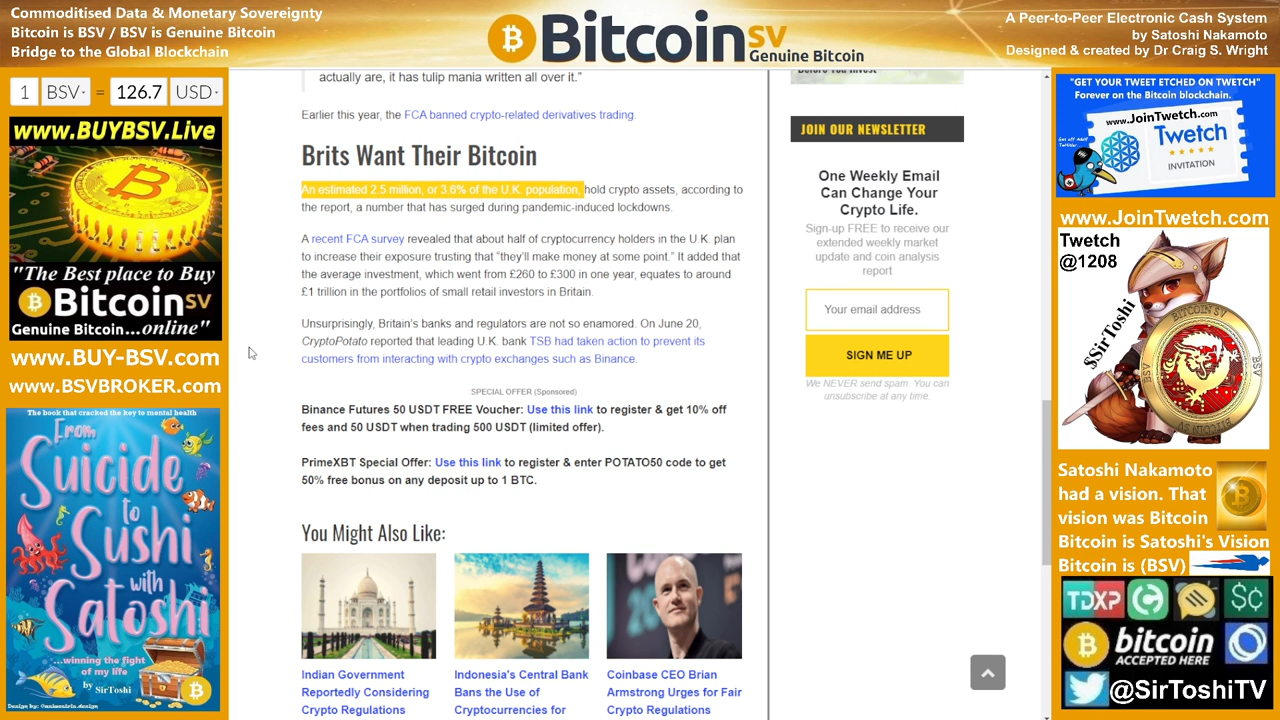 Commoditised Data & Monetary Sovereignty
Bitcoin is BSV / BSV is Genuine Bitcoin
Bridge to the Global Blockchain
Bitcoin SV
Genuine Bitcoin
A Peer-to-Peer Electronic Cash System
by Satoshi Nakamoto
Designed & created by Dr Craig S. Wright
1 BSV = 126.7 USD
www.BUYBSV.Live
"The Best place to Buy
Bitcoin SV
Genuine Bitcoin...online"
www.BUY-BSV.com
www.BSVBROKER.com
The book that cracked the key to mental health
From
Suicide
to
Sushi
with
Satoshi
...winning the fight
of my life
by SirToshi
actually are, it has tulip mania written all over it.”
Earlier this year, the FCA banned crypto-related derivatives trading.
Brits Want Their Bitcoin
An estimated 2.5 million, or 3.6% of the U.K. population, hold crypto assets, according to
the report, a number that has surged during pandemic-induced lockdowns.
A recent FCA survey revealed that about half of cryptocurrency holders in the U.K. plan
to increase their exposure trusting that “they’ll make money at some point.” It added that
the average investment, which went from £260 to £300 in one year, equates to around
£1 trillion in the portfolios of small retail investors in Britain.
Unsurprisingly, Britain’s banks and regulators are not so enamored. On June 20,
CryptoPotato reported that leading U.K. bank TSB had taken action to prevent its
customers from interacting with crypto exchanges such as Binance.
SPECIAL OFFER (Sponsored)
Binance Futures 50 USDT FREE Voucher: Use this link to register & get 10% off
fees and 50 USDT when trading 500 USDT (limited offer).
PrimeXBT Special Offer: Use this link to register & enter POTATO50 code to get
50% free bonus on any deposit up to 1 BTC.
You Might Also Like:
Indian Government
Reportedly Considering
Crypto Regulations
Indonesia's Central Bank
Bans the Use of
Cryptocurrencies for
Coinbase CEO Brian
Armstrong Urges for Fair
Crypto Regulations
Before You Invest
JOIN OUR NEWSLETTER
One Weekly Email
Can Change Your
Crypto Life.
Sign-up FREE to receive our
extended weekly market
update and coin analysis
report
Your email address
SIGN ME UP
We NEVER send spam. You can
unsubscribe at any time.
"GET YOUR TWEET ETCHED ON TWETCH"
Forever on the Bitcoin blockchain.
www.JoinTwetch.com
Twetch
INVITATION
www.JoinTwetch.com
Twetch
@1208
$SirToshi
BITCOIN SV
BSV
BSV
Satoshi Nakamoto
had a vision. That
vision was Bitcoin
Bitcoin is Satoshi's Vision
Bitcoin is (BSV)
TDXP
bitcoin
ACCEPTED HERE
@SirToshiTV